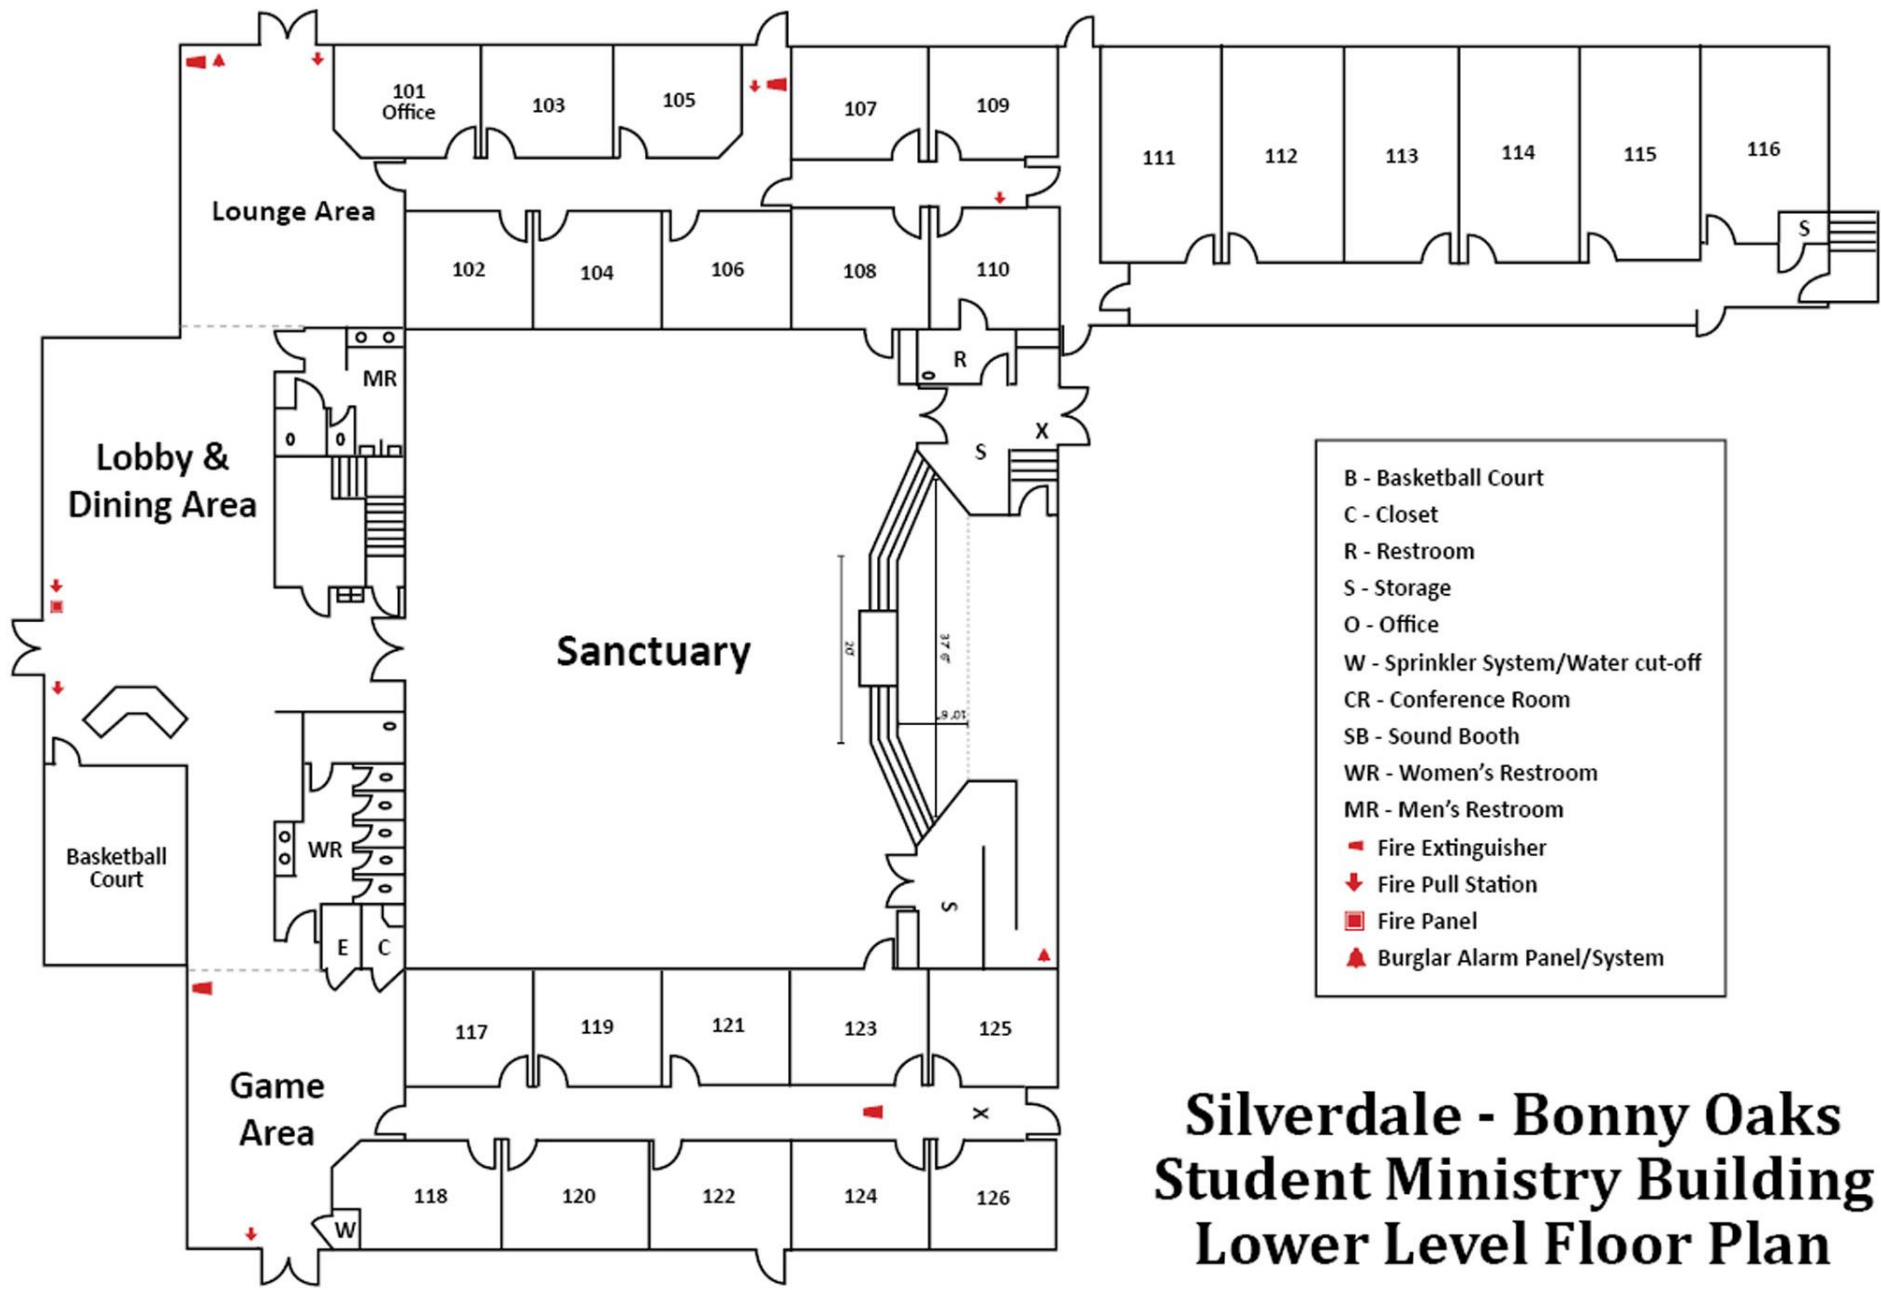 101
Office
103
105
107
109
111
112
113
114
115
116
S
Lounge Area
102
104
106
108
110
R
MR
X
S
Lobby &
Dining Area
Sanctuary
20'
37' 6"
10' 6"
Basketball
Court
WR
E
C
S
Game
Area
117
119
121
123
125
X
118
120
122
124
126
W
B - Basketball Court
C - Closet
R - Restroom
S - Storage
O - Office
W - Sprinkler System/Water cut-off
CR - Conference Room
SB - Sound Booth
WR - Women's Restroom
MR - Men's Restroom
Fire Extinguisher
Fire Pull Station
Fire Panel
Burglar Alarm Panel/System
Silverdale - Bonny Oaks
Student Ministry Building
Lower Level Floor Plan